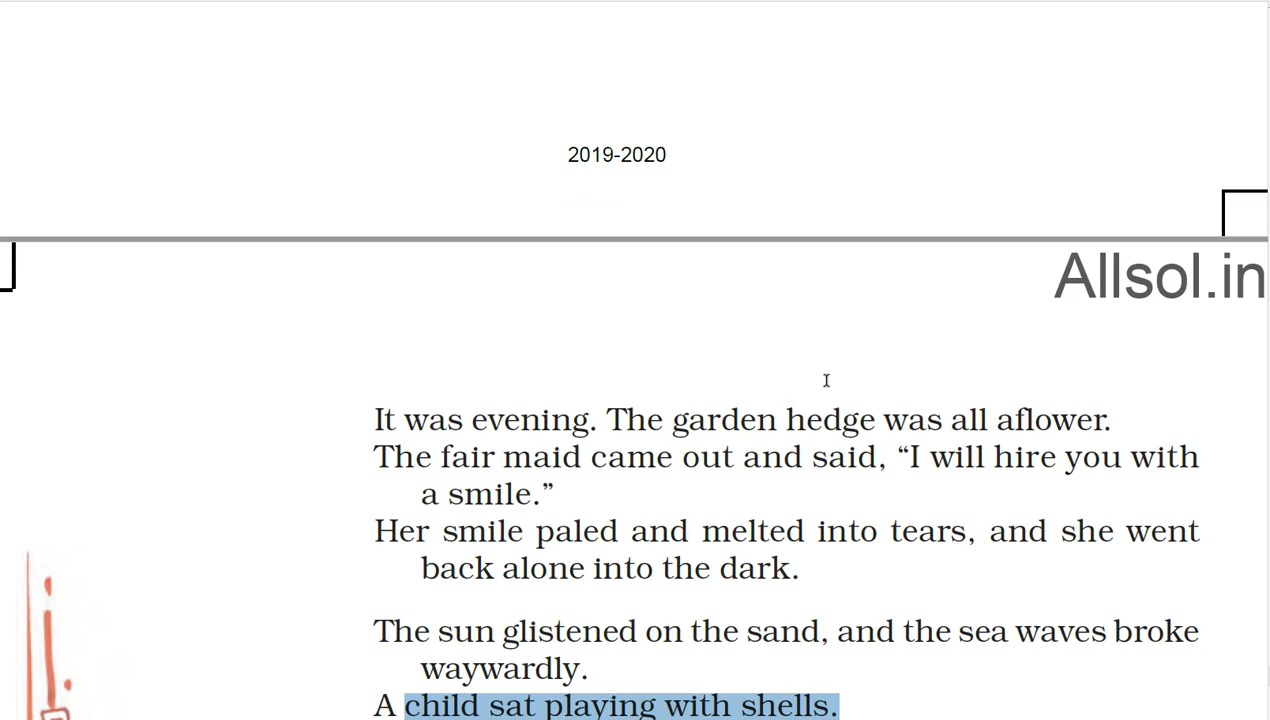 2019-2020
Allsol.in
It was evening. The garden hedge was all aflower.
The fair maid came out and said, “I will hire you with
a smile.”
Her smile paled and melted into tears, and she went
back alone into the dark.
The sun glistened on the sand, and the sea waves broke
waywardly.
A child sat playing with shells.